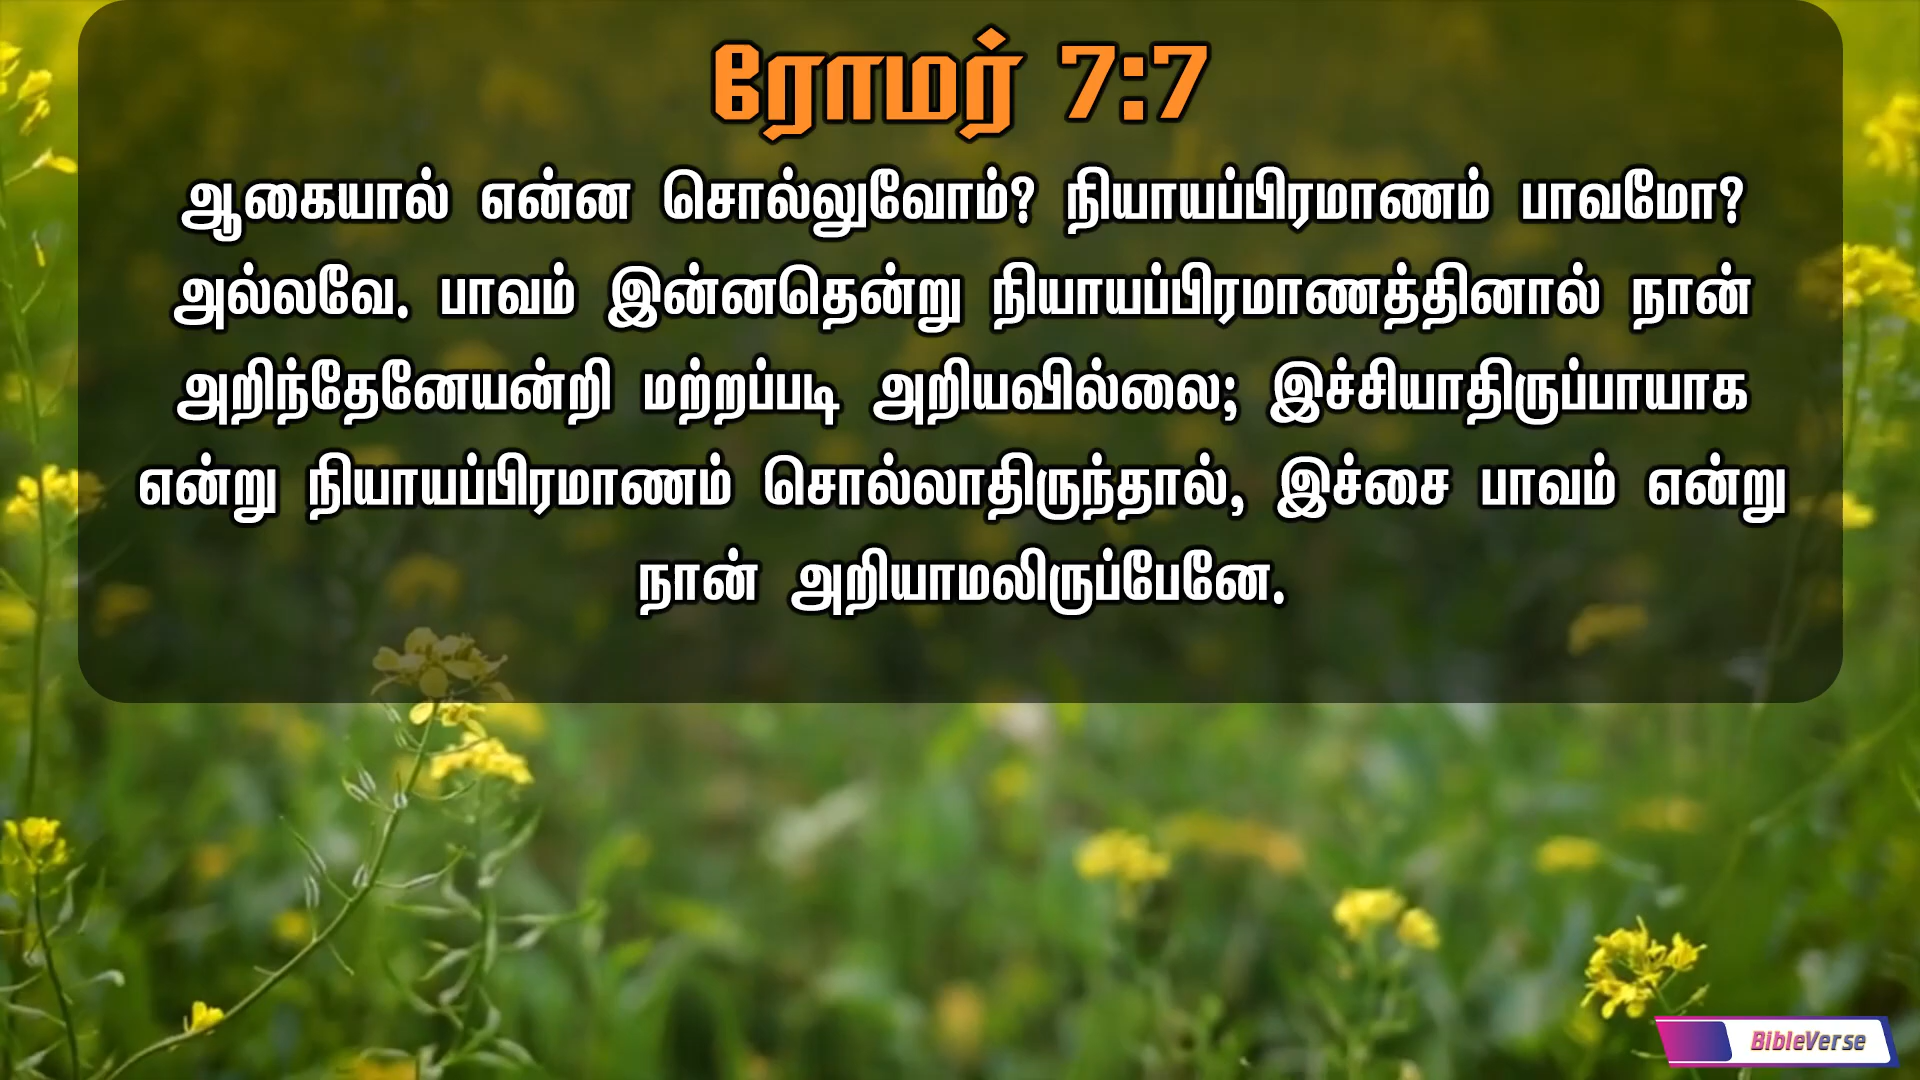 ரோமர் 7:7
ஆகையால் என்ன சொல்லுவோம்? நியாயப்பிரமாணம் பாவமோ?
அல்லவே. பாவம் இன்னதென்று நியாயப்பிரமாணத்தினால் நான்
அறிந்தேனேயன்றி மற்றப்படி அறியவில்லை; இச்சியாதிருப்பாயாக
என்று நியாயப்பிரமாணம் சொல்லாதிருந்தால், இச்சை பாவம் என்று
நான் அறியாமலிருப்பேனே.
BibleVerse